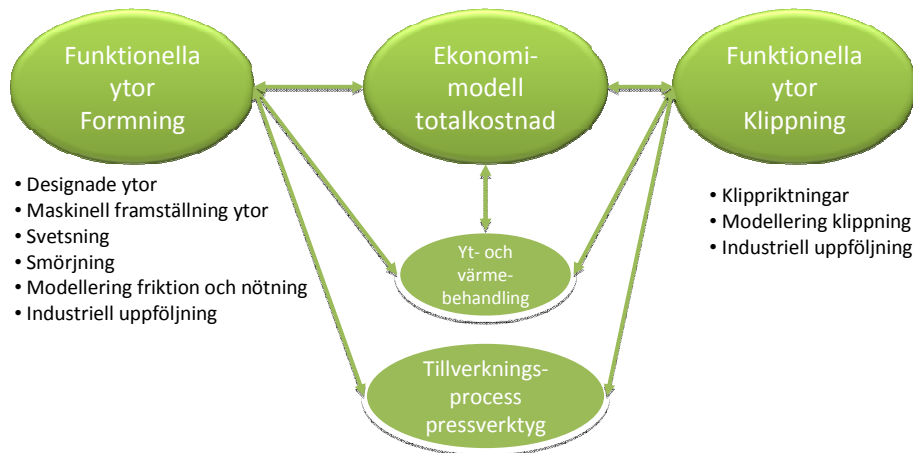 Funktionella
ytor
Formning
Ekonomi-
modell
totalkostnad
Funktionella
ytor
Klippning
• Designade ytor
• Maskinell framställning ytor
• Svetsning
• Smörjning
• Modellering friktion och nötning
• Industriell uppföljning
• Klippriktningar
• Modellering klippning
• Industriell uppföljning
Yt- och
värme-
behandling
Tillverknings-
process
pressverktyg